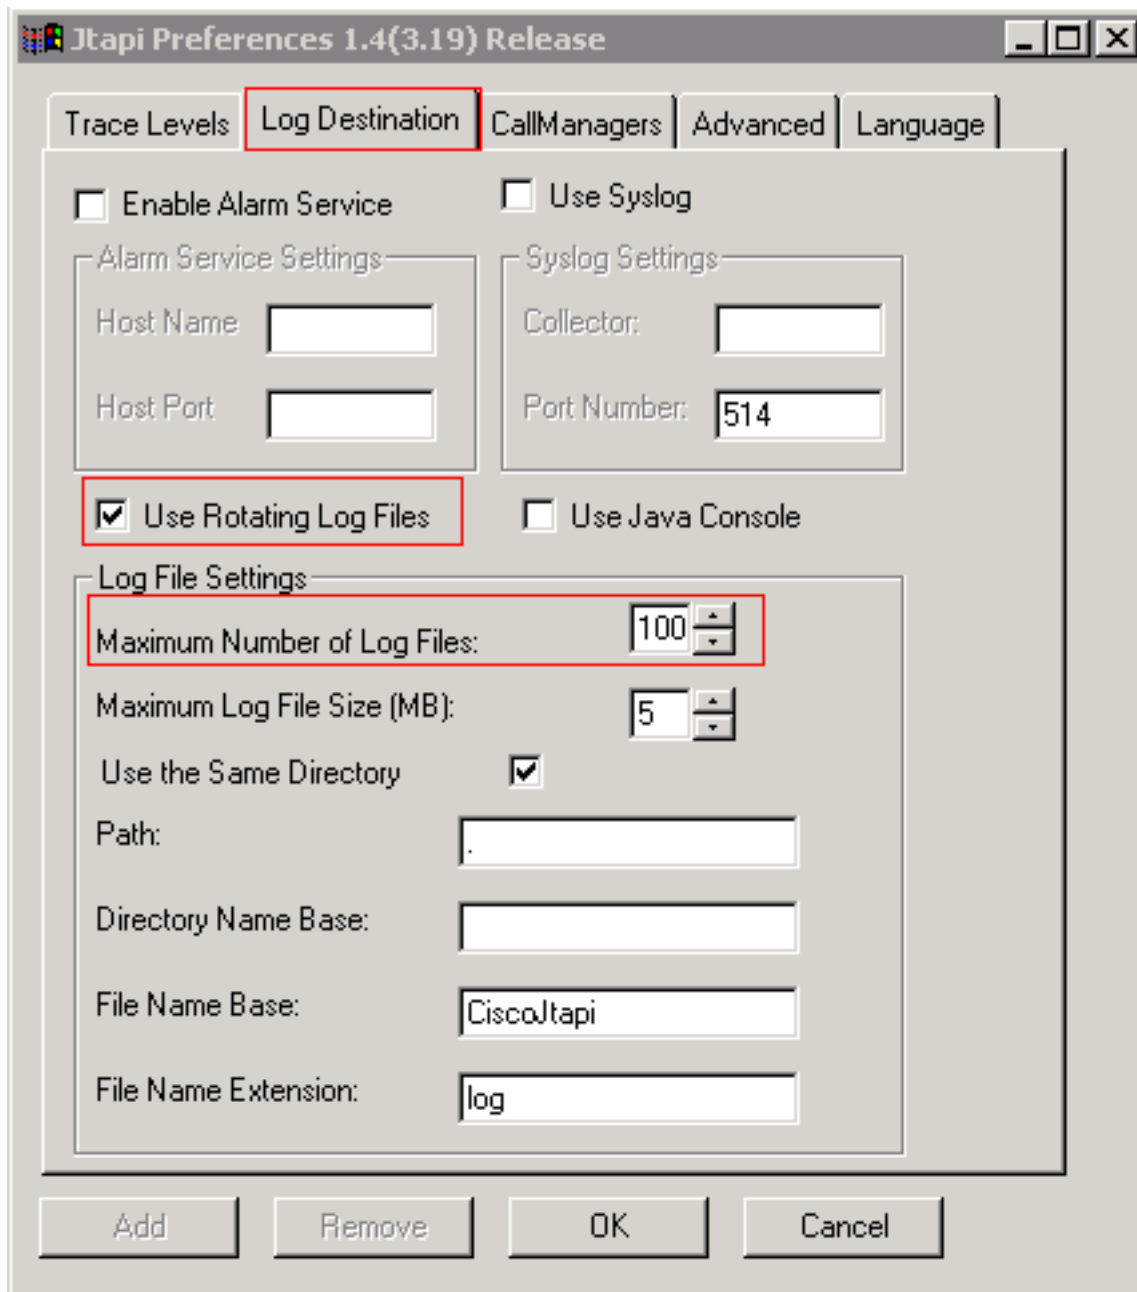 Jtapi Preferences 1.4(3.19) Release
Trace Levels Log Destination CallManagers Advanced Language
Enable Alarm Service Use Syslog
Alarm Service Settings Syslog Settings
Host Name Collector:
Host Port Port Number: 514
Use Rotating Log Files Use Java Console
Log File Settings
Maximum Number of Log Files: 100
Maximum Log File Size (MB): 5
Use the Same Directory
Path: .
Directory Name Base:
File Name Base: CiscoJtapi
File Name Extension: log
Add Remove OK Cancel